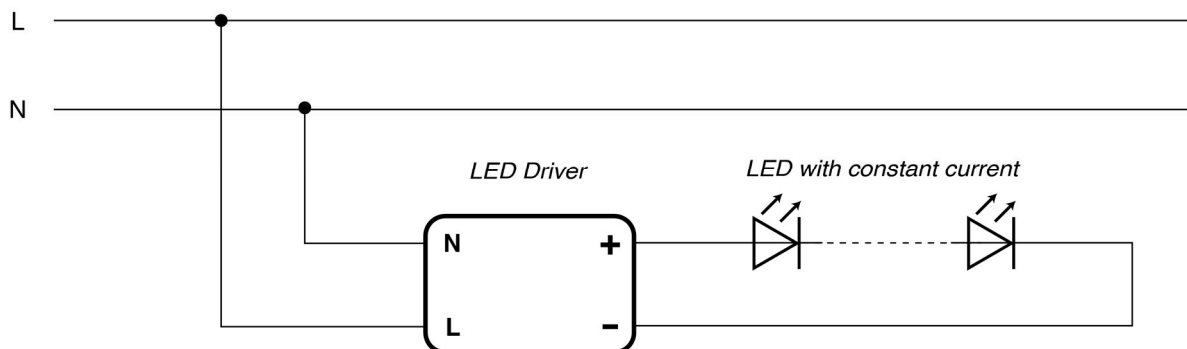 L
N
LED Driver
LED with constant current
N +
L −